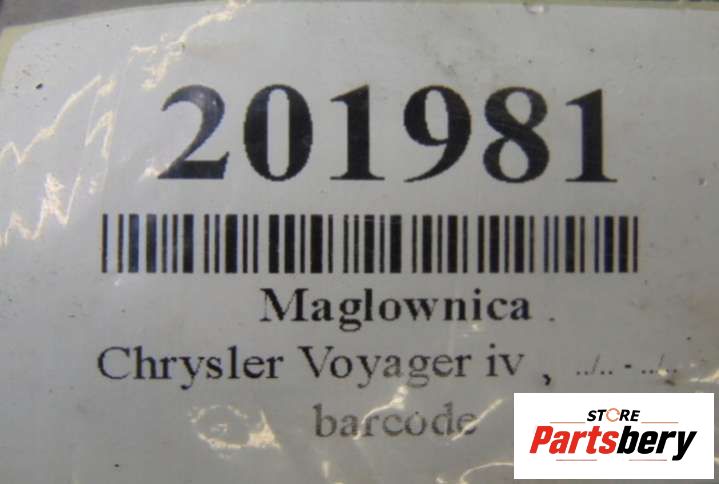 201981
Maglownica .
Chrysler Voyager iv , ../.. - ../..
barcode
STORE
Partsbery